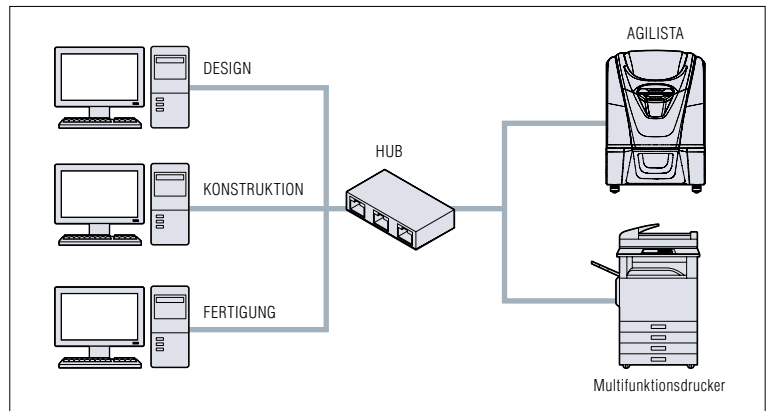 DESIGN
KONSTRUKTION
FERTIGUNG
HUB
AGILISTA
Multifunktionsdrucker